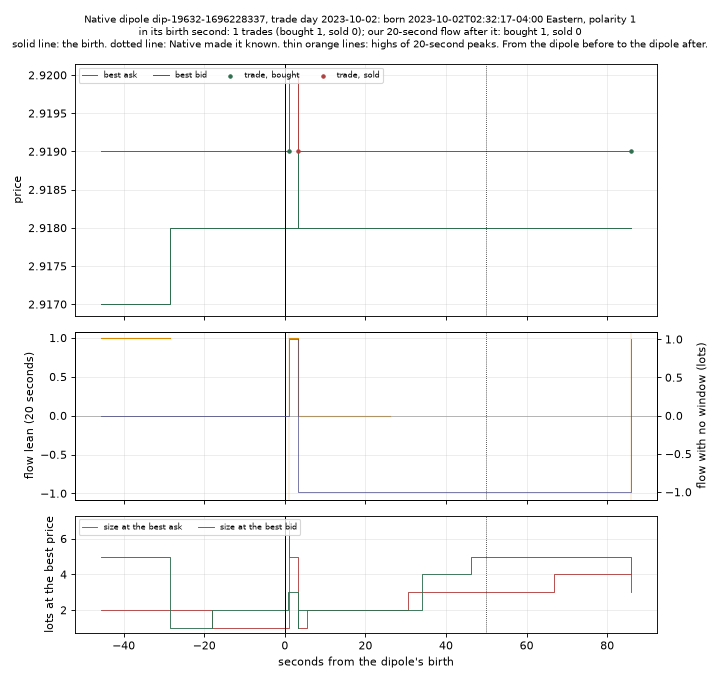 Native dipole dip-19632-1696228337, trade day 2023-10-02: born 2023-10-02T02:32:17-04:00 Eastern, polarity 1
in its birth second: 1 trades (bought 1, sold 0); our 20-second flow after it: bought 1, sold 0
solid line: the birth. dotted line: Native made it known. thin orange lines: highs of 20-second peaks. From the dipole before to the dipole after.
best ask best bid trade, bought trade, sold
2.9200
2.9195
2.9190
2.9185
2.9180
2.9175
2.9170
price
1.0
0.5
0.0
−0.5
−1.0
flow lean (20 seconds)
1.0
0.5
0.0
−0.5
−1.0
flow with no window (lots)
size at the best ask size at the best bid
6
4
2
lots at the best price
−40 −20 0 20 40 60 80
seconds from the dipole's birth